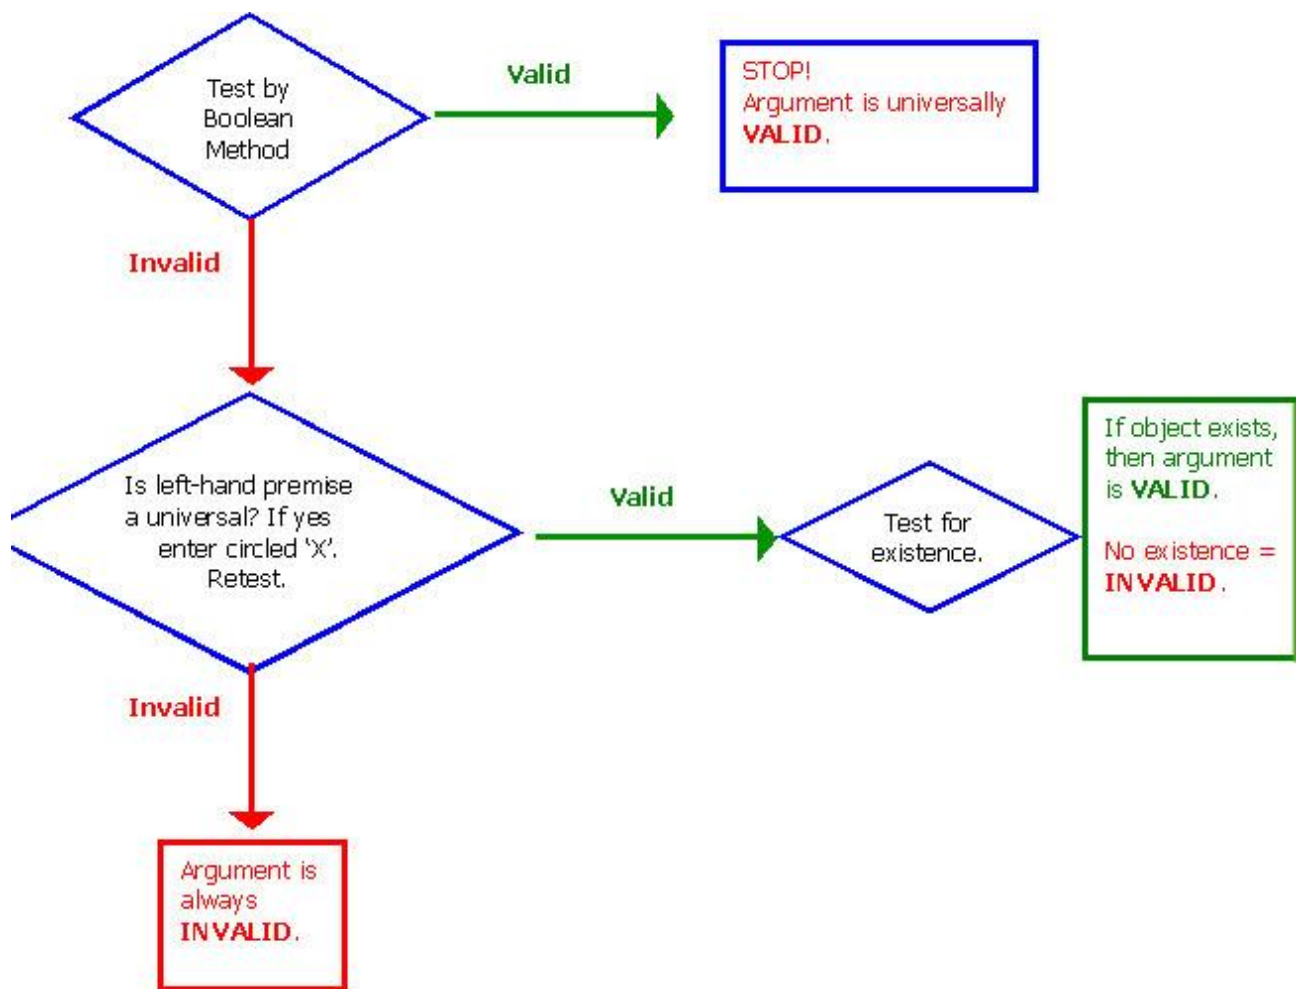 Test by
Boolean
Method
Valid
STOP!
Argument is universally
VALID.
Invalid
Is left-hand premise
a universal? If yes
enter circled 'X'.
Retest.
Valid
Test for
existence.
If object exists,
then argument
is VALID.
No existence =
INVALID.
Invalid
Argument is
always
INVALID.